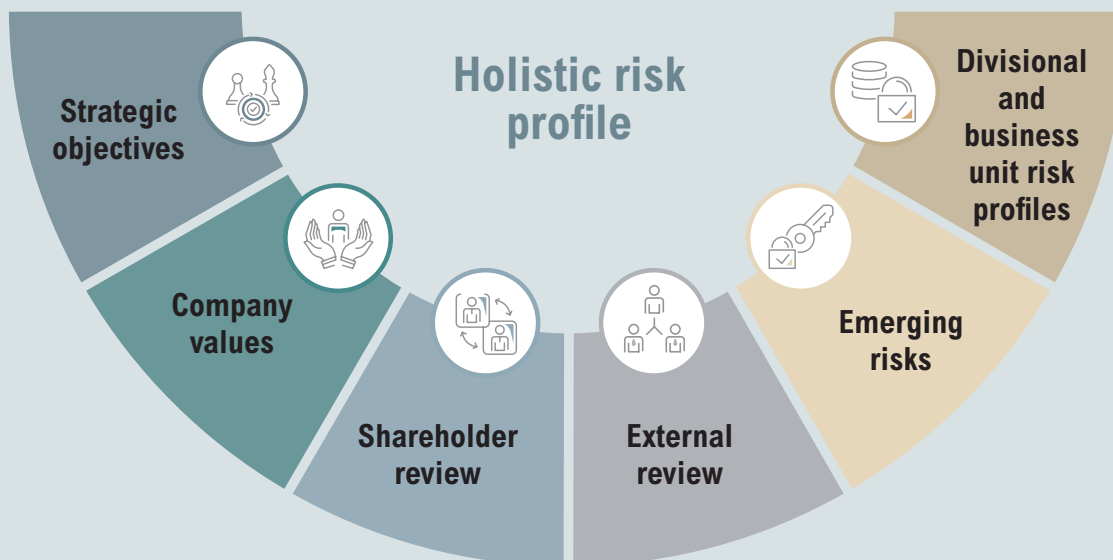 Holistic risk
profile
Strategic
objectives
Company
values
Shareholder
review
External
review
Emerging
risks
Divisional
and
business
unit risk
profiles